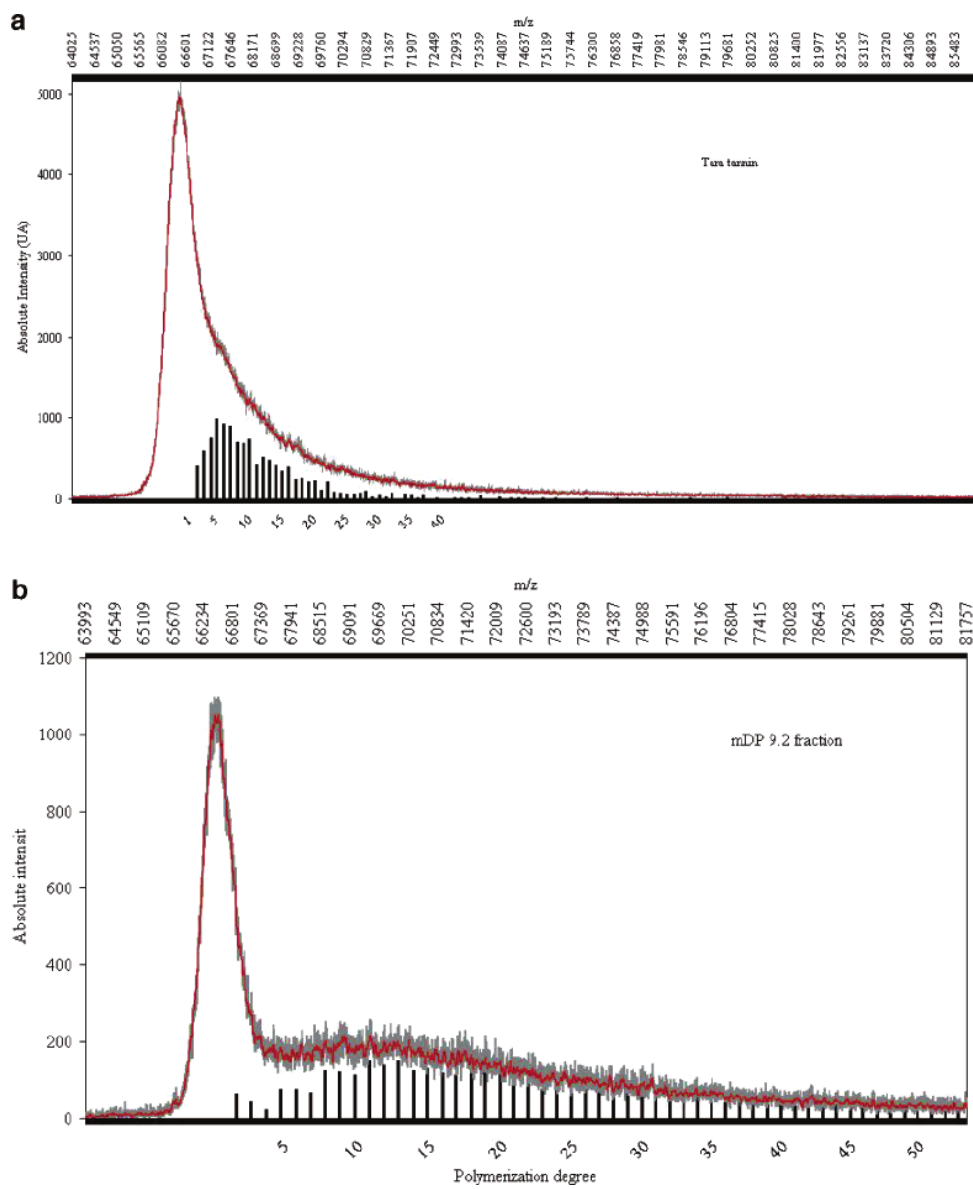 a
m/z
64025 64537 65050 65565 66082 66601 67122 67646 68171 68699 69228 69760 70294 70829 71367 71907 72449 72993 73539 74087 74637 75189 75744 76300 76858 77419 77981 78546 79113 79681 80252 80825 81400 81977 82556 83137 83720 84306 84893 85483
Absolute Intensity (UA)
5000
Tara tannin
4000
3000
2000
1000
0
1 5 10 15 20 25 30 35 40
b
m/z
63993 64549 65109 65670 66234 66801 67369 67941 68515 69091 69669 70251 70834 71420 72009 72600 73193 73789 74387 74988 75591 76196 76804 77415 78028 78643 79261 79881 80504 81129 81757
Absolute intensit
1200
1000
mDP 9.2 fraction
800
600
400
200
0
5 10 15 20 25 30 35 40 45 50
Polymerization degree